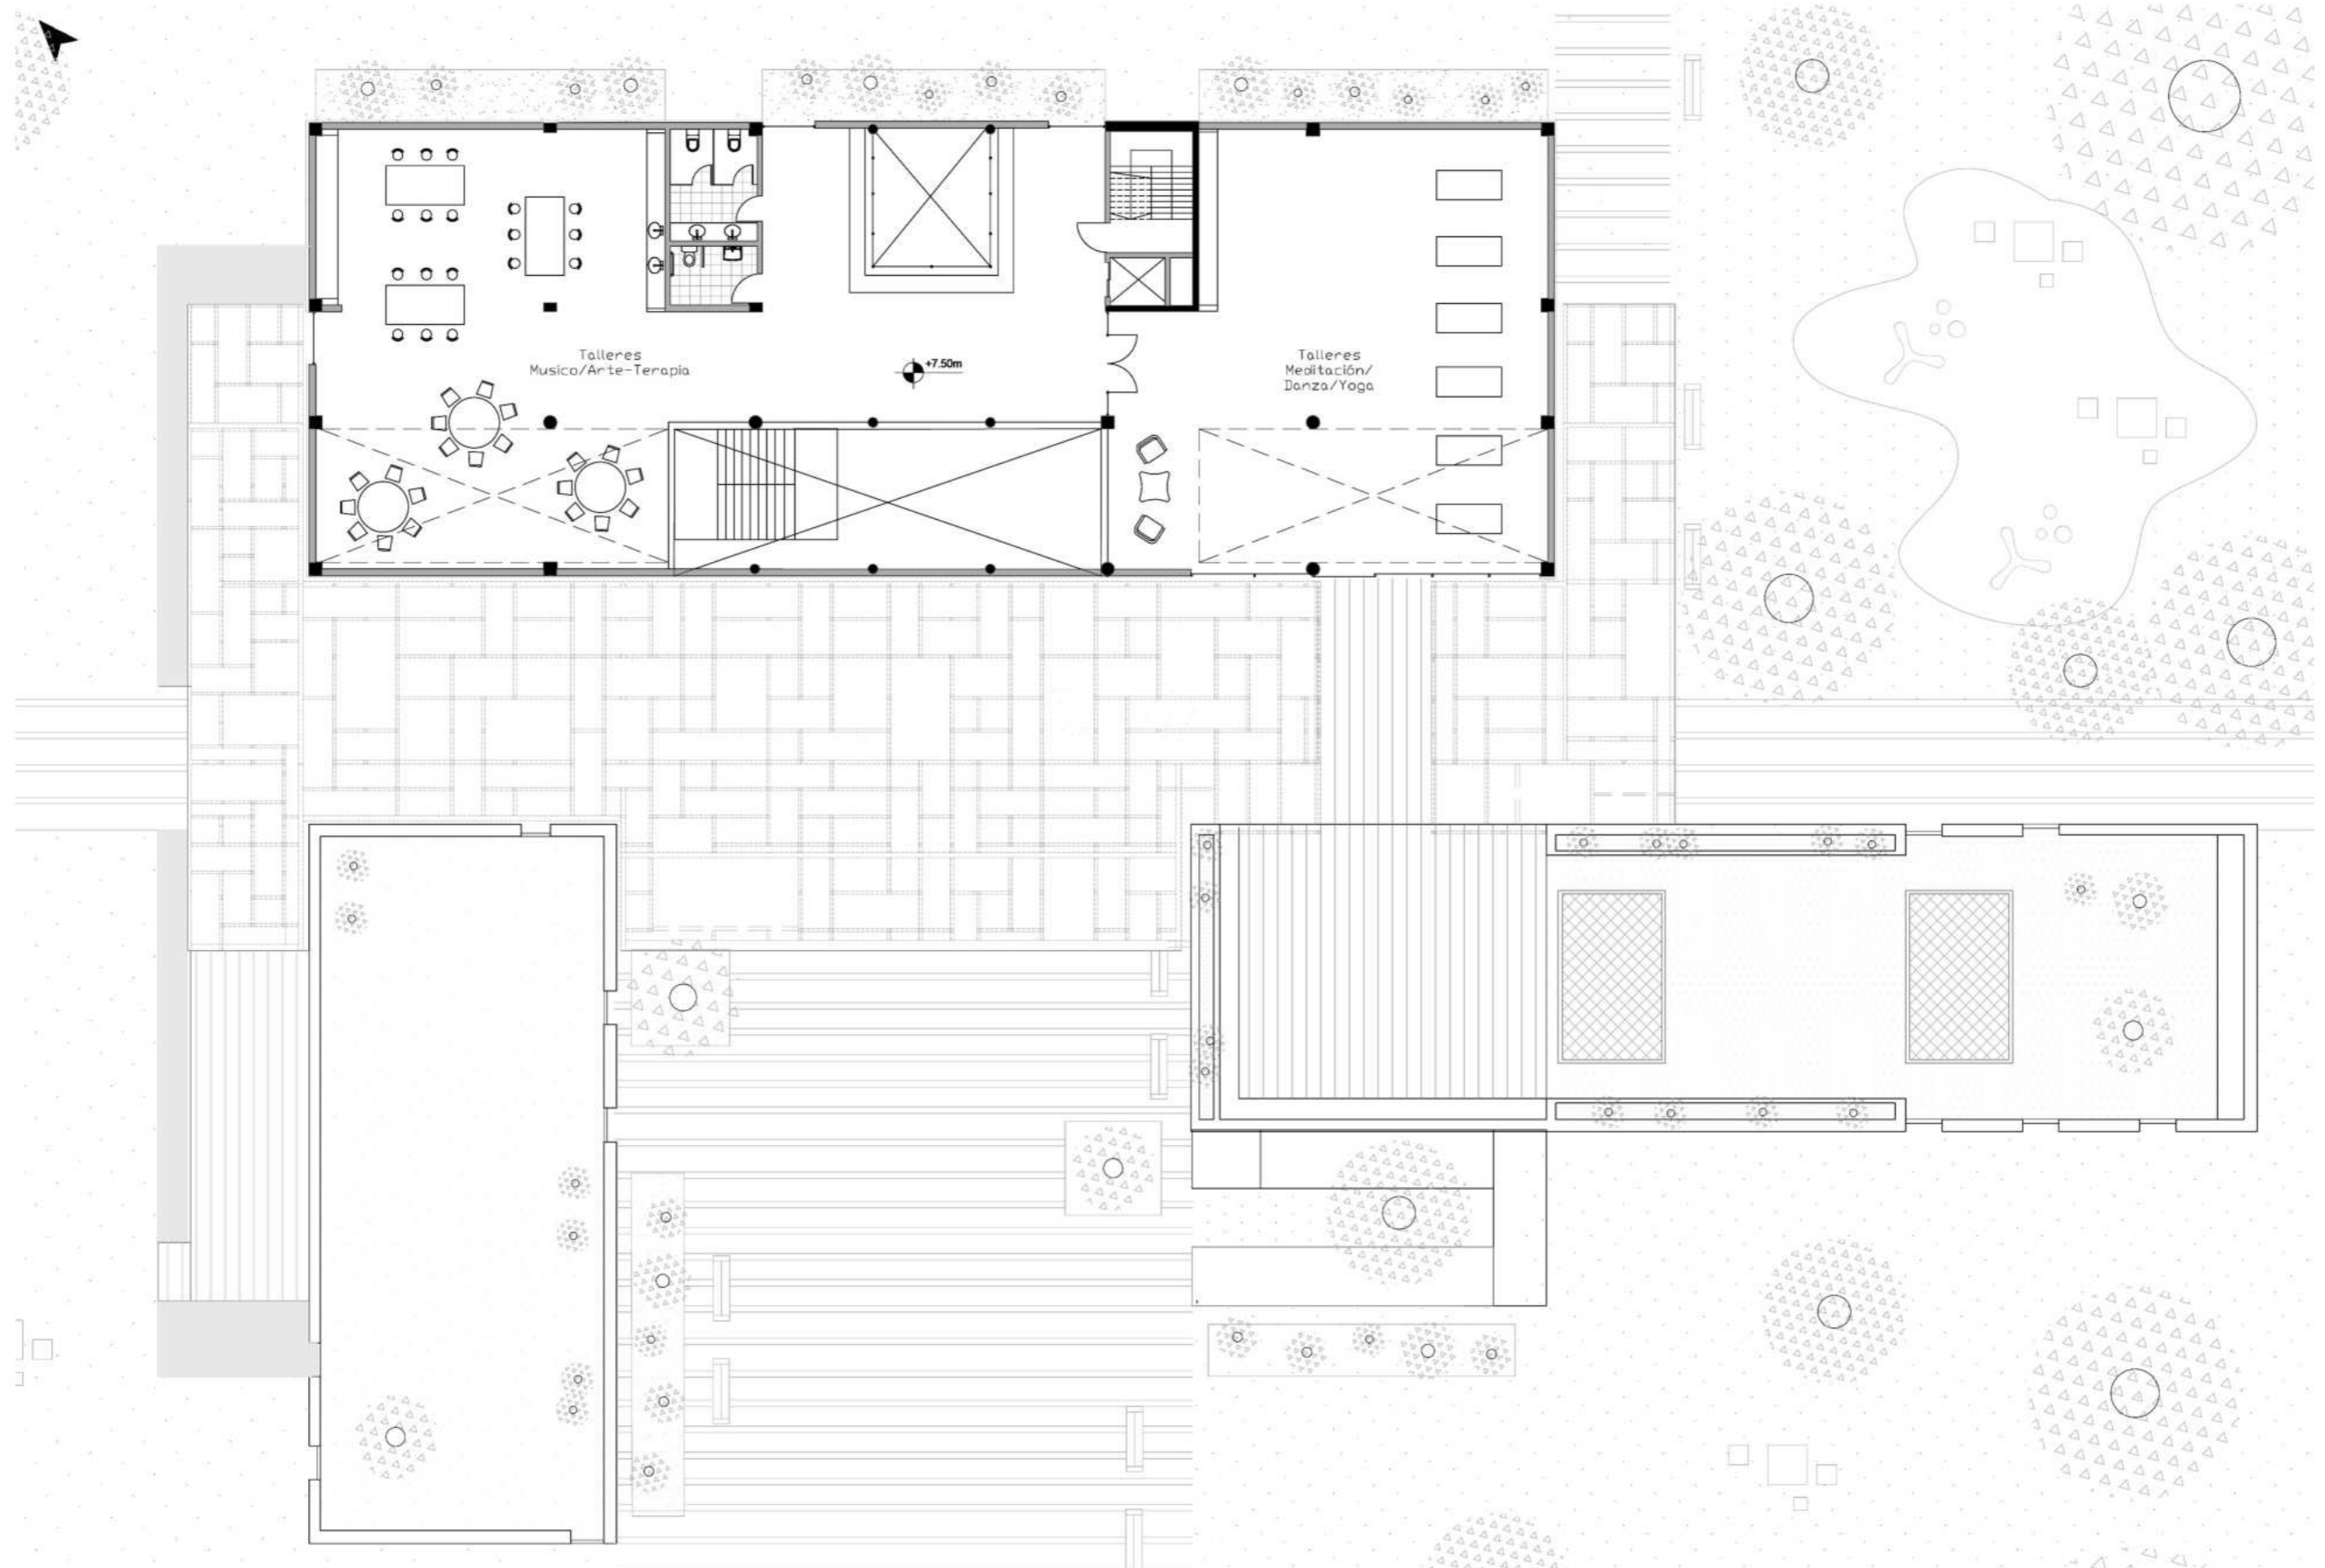 Talleres
Musico/Arte-Terapia
+7.50m
Talleres
Meditación/
Danza/Yoga